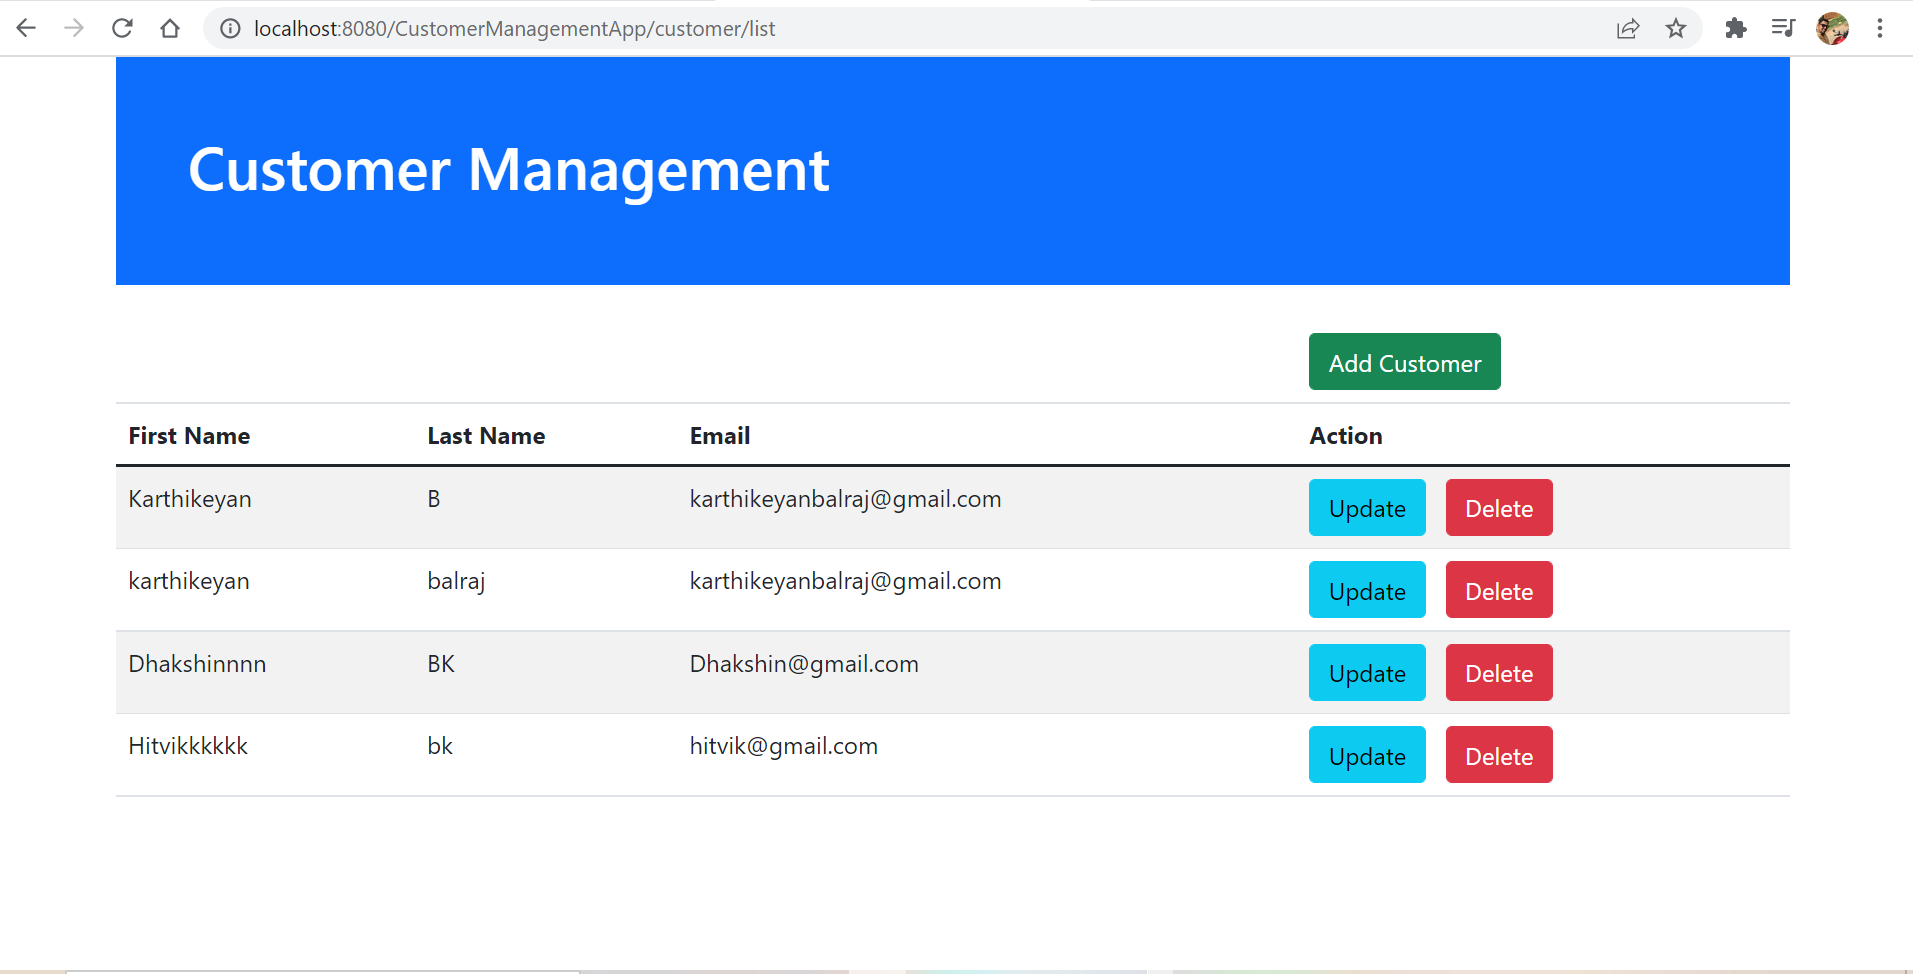 localhost:8080/CustomerManagementApp/customer/list
Customer Management
Add Customer
First Name Last Name Email Action
Karthikeyan B karthikeyanbalraj@gmail.com Update Delete
karthikeyan balraj karthikeyanbalraj@gmail.com Update Delete
Dhakshinnnn BK Dhakshin@gmail.com Update Delete
Hitvikkkkkk bk hitvik@gmail.com Update Delete